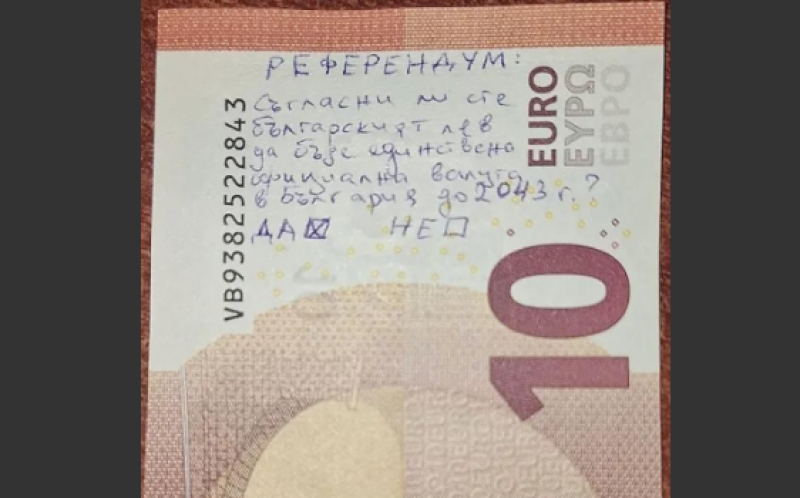 РЕФЕРЕНДУМ:
Съгласни ли сте
българският лев
да бъде единствена
официална валута
в България до 2043 г.?
ДА НЕ
VB9382522843
EURO
ΕΥΡΩ
ЕВРО
10